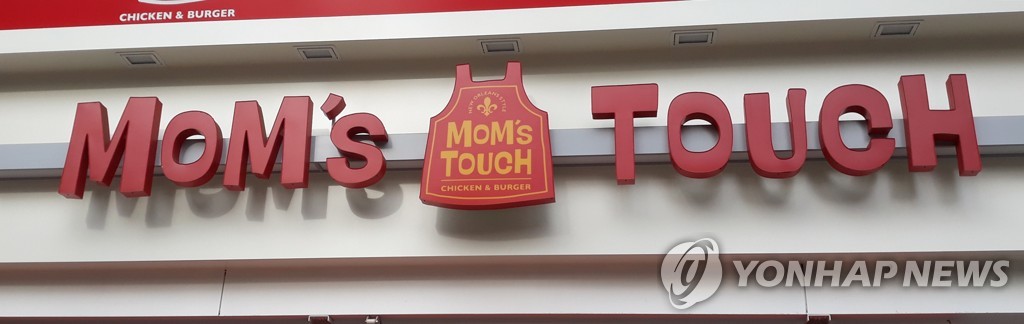 CHICKEN & BURGER
MOM'S
NEW ORLEANS STYLE
MOM'S
TOUCH
CHICKEN & BURGER
TOUCH
YONHAP NEWS